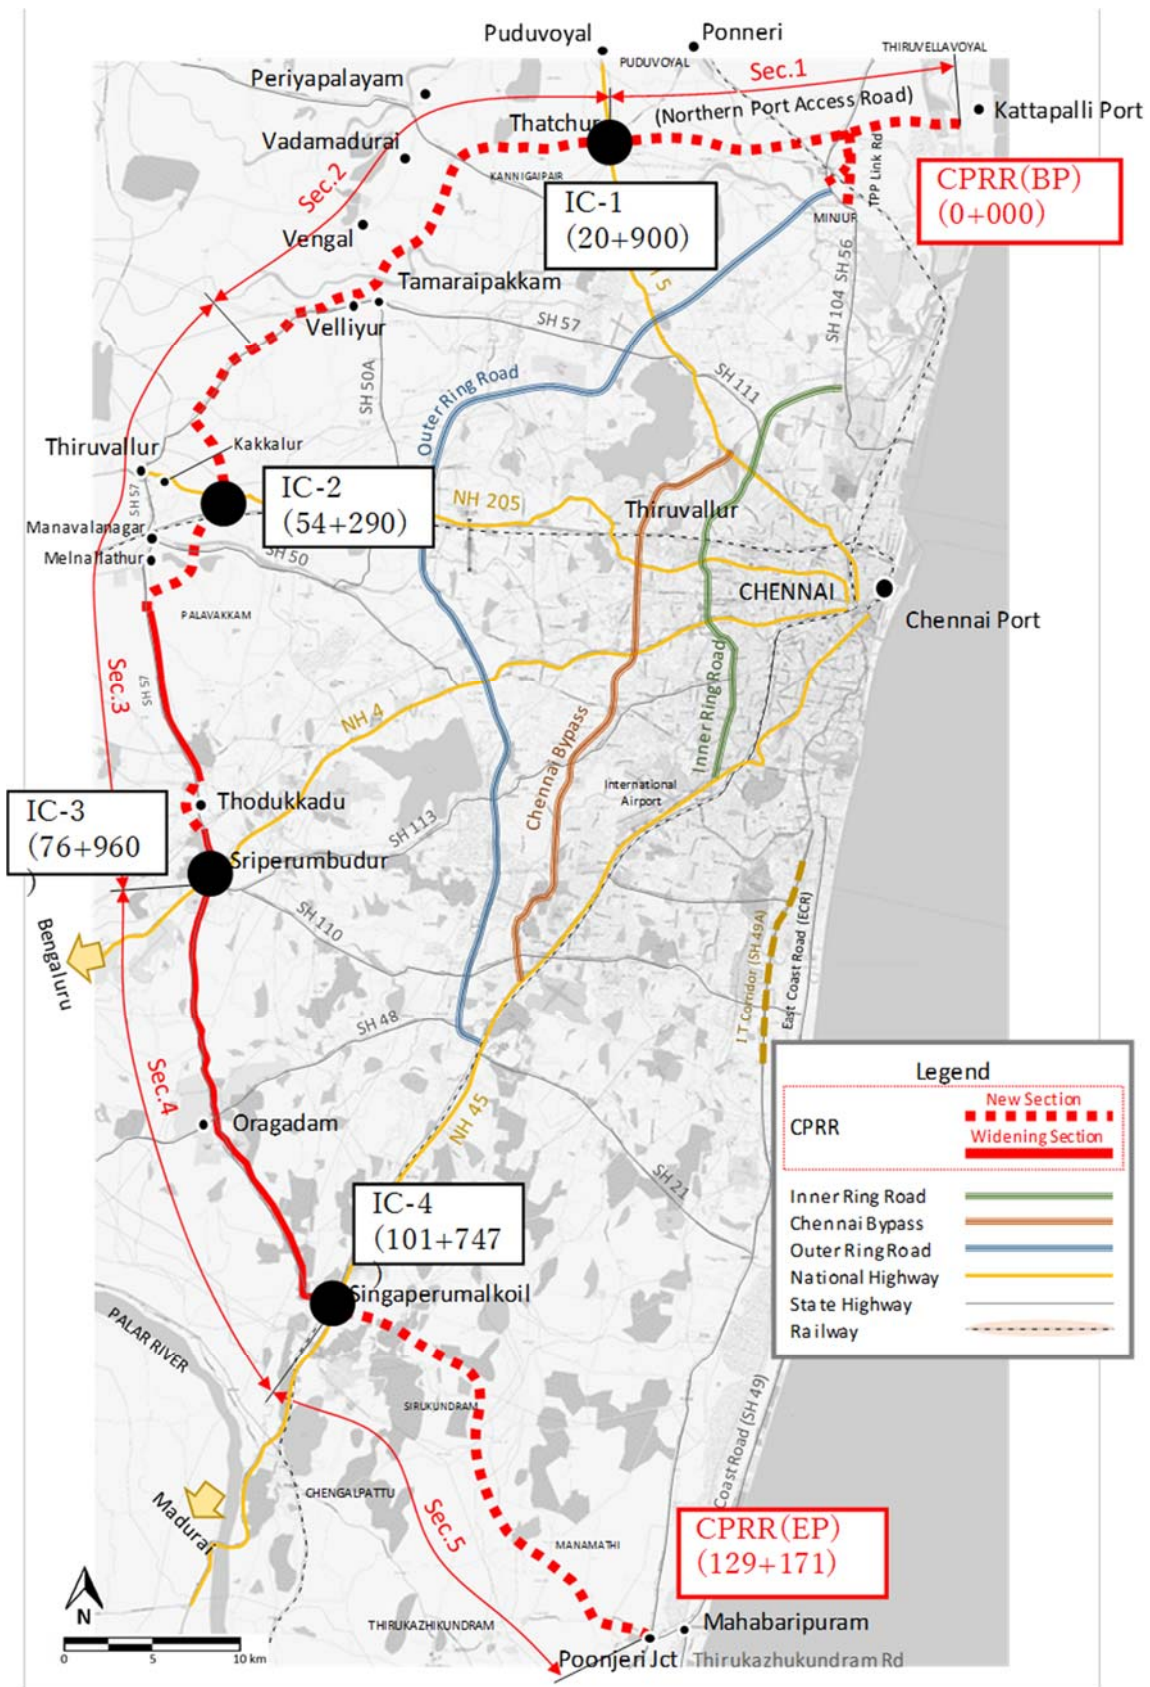 Puduvoyal
Ponneri
PUDUVOYAL
THIRUVELLAVOYAL
Sec.1
Periyapalayam
(Northern Port Access Road)
Kattapalli Port
Thatchur
Vadamadurai
TPP Link Rd
KANNIGAIPAIR
CPRR(BP)
(0+000)
Sec.2
IC-1
(20+900)
MINJUR
Vengal
SH 56
Tamaraipakkam
5
SH 104
Velliyur
SH 57
SH 50A
SH 111
Outer Ring Road
Thiruvallur
Kakkalur
SH 57
IC-2
(54+290)
NH 205
Thiruvallur
Manavalanagar
Melnallathur
SH 50
CHENNAI
PALAVAKKAM
Chennai Port
Sec.3
SH 57
Inner Ring Road
NH 4
Chennai Bypass
International
Airport
IC-3
(76+960
)
Thodukkadu
SH 113
Sriperumbudur
SH 110
Bengaluru
I T Corridor (SH 49A)
East Coast Road (ECR)
SH 48
Sec.4
Oragadam
NH 45
SH 21
Legend
CPRR
New Section
Widening Section
Inner Ring Road
Chennai Bypass
Outer Ring Road
National Highway
State Highway
Railway
IC-4
(101+747
)
Singaperumalkoil
PALAR RIVER
SIRUKUNDRAM
Coast Road (SH 49)
CHENGALPATTU
Madurai
Sec.5
MANAMATHI
CPRR(EP)
(129+171)
N
0 5 10 km
THIRUKAZHIKUNDRAM
Mahabaripuram
Poonjeri Jct
Thirukazhukundram Rd